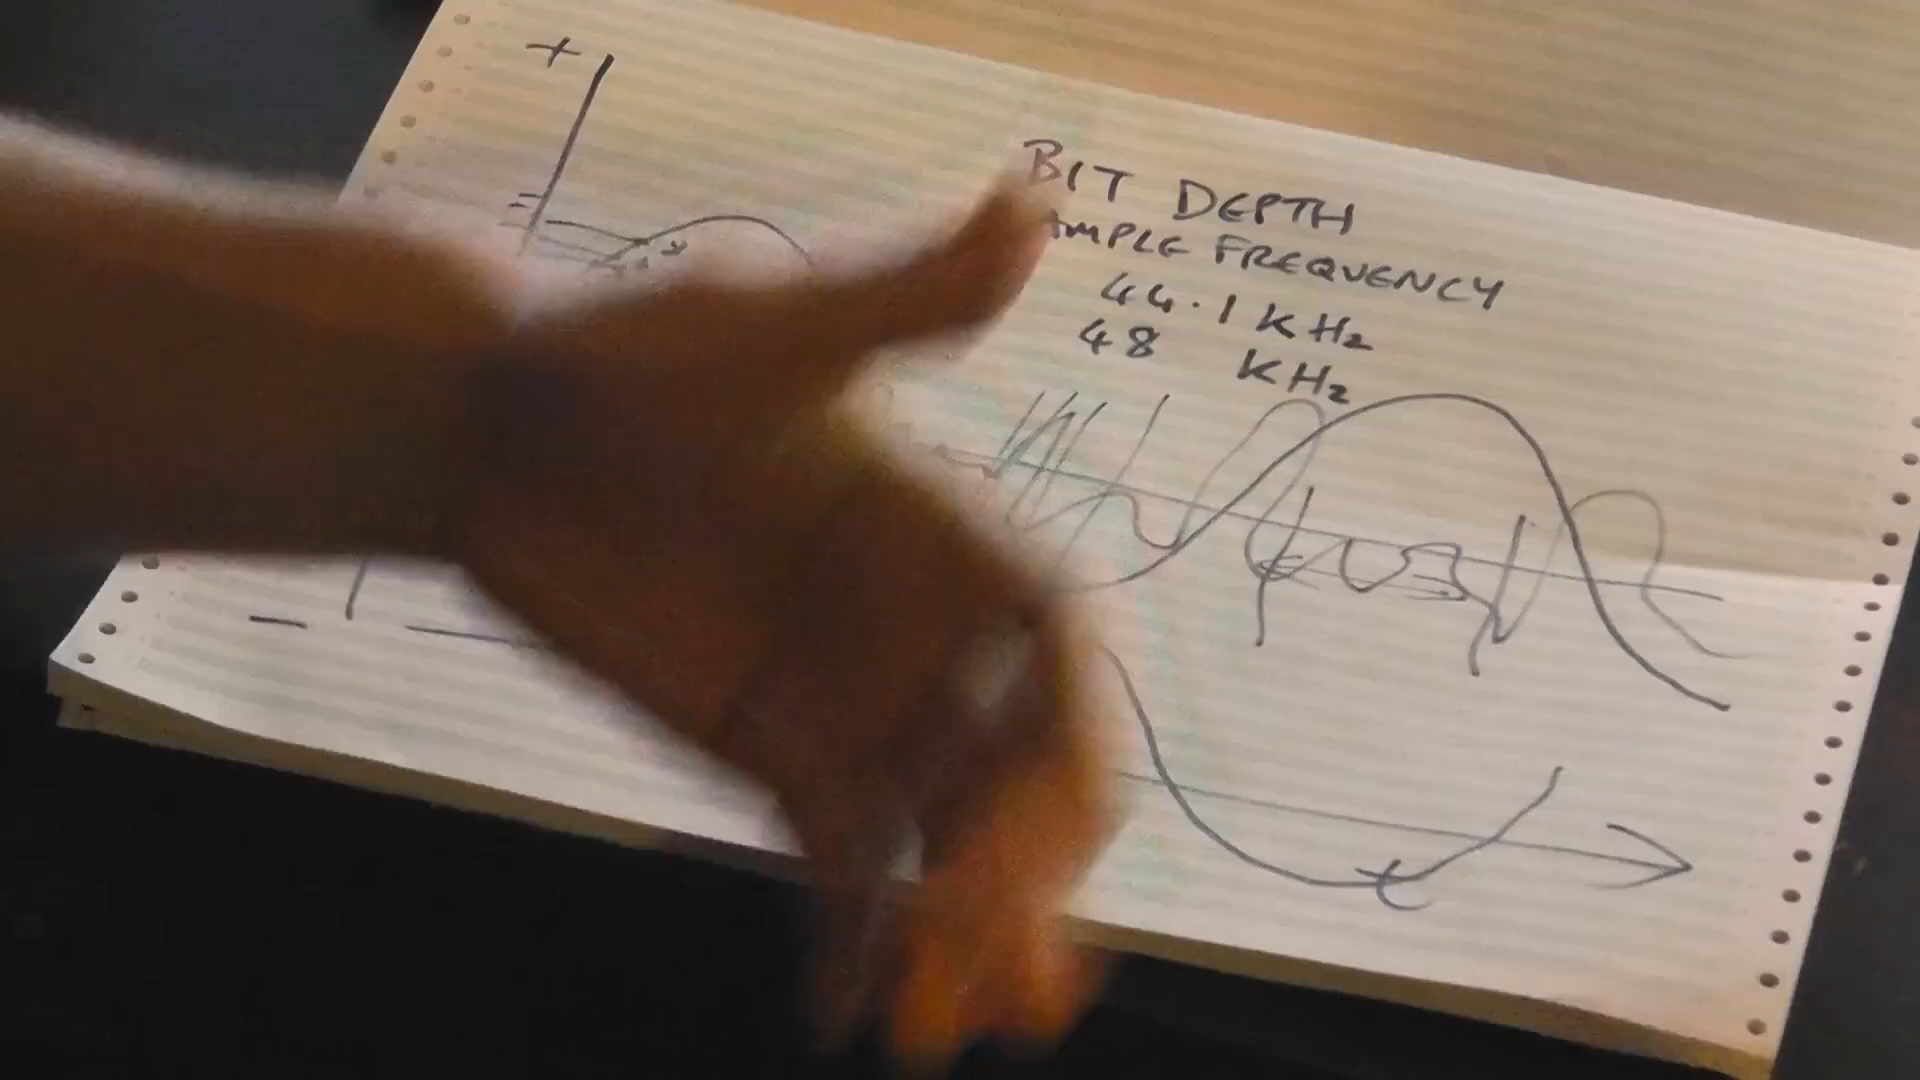 +
BIT DEPTH
AMPLE FREQUENCY
44.1 KHz
48 KHz
-